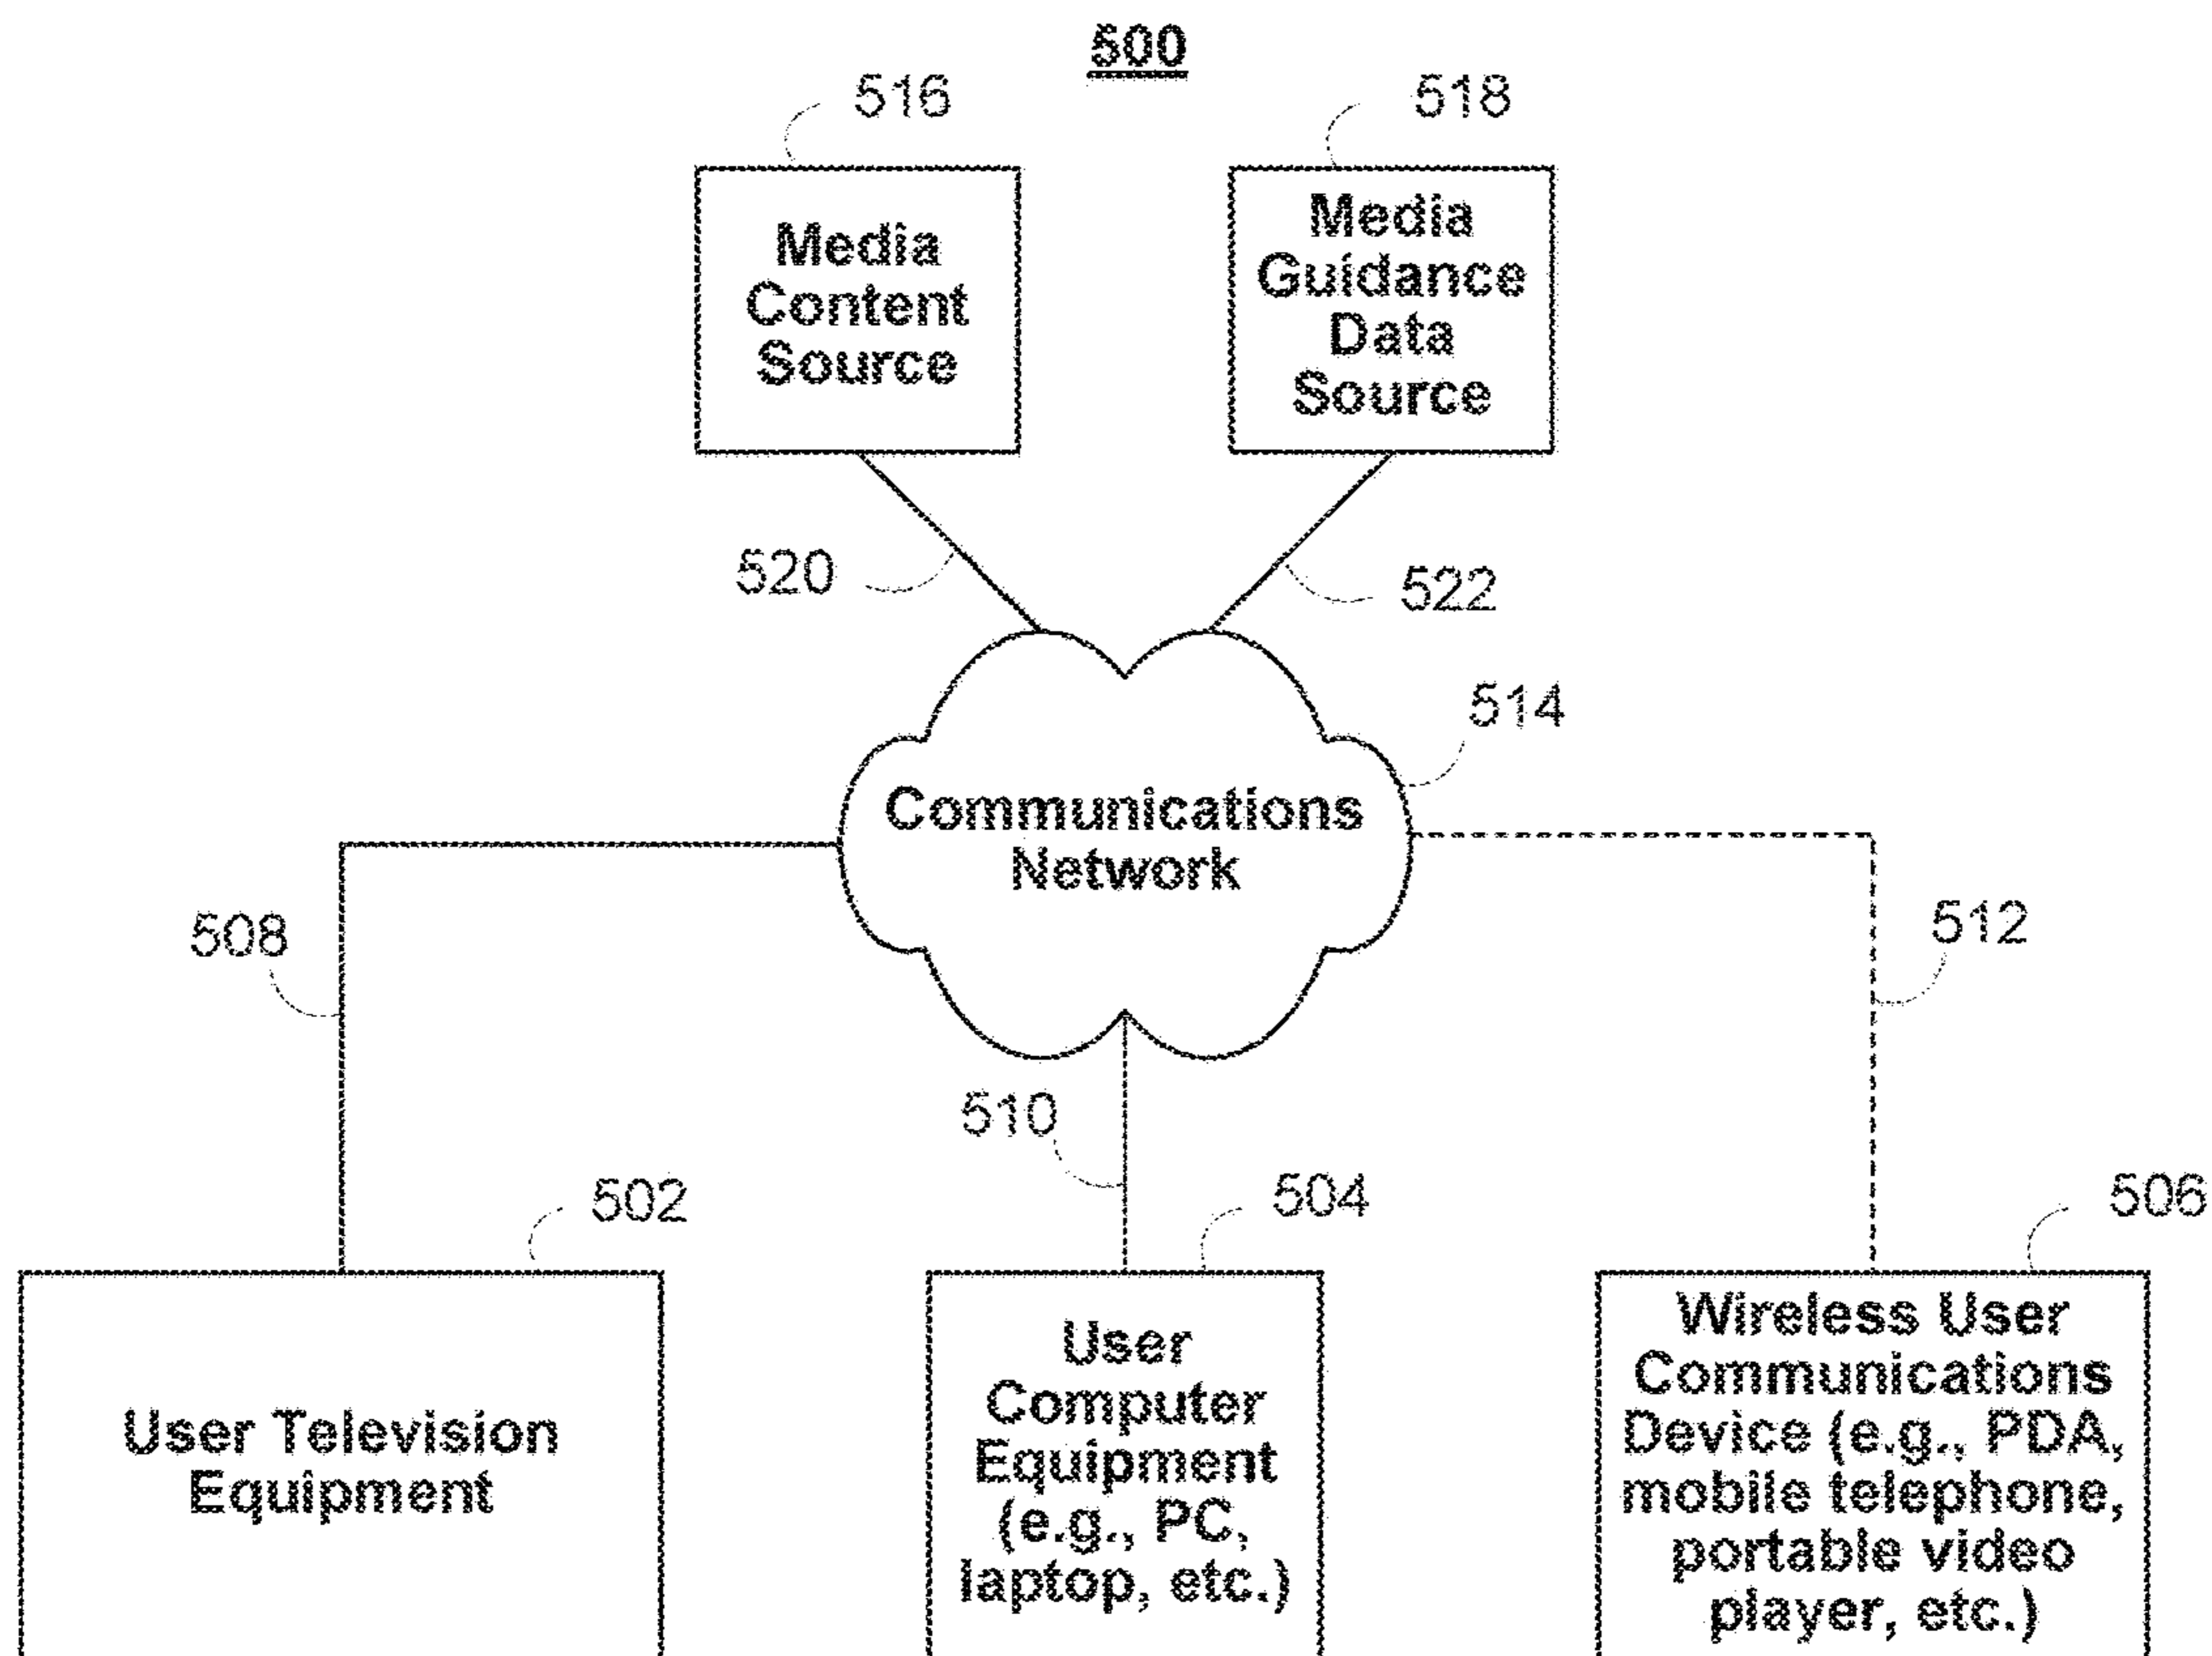 500
516
518
Media
Content
Source
Media
Guidance
Data
Source
520
522
514
Communications
Network
508
512
510
502
504
506
User Television
Equipment
User
Computer
Equipment
(e.g., PC,
laptop, etc.)
Wireless User
Communications
Device (e.g., PDA,
mobile telephone,
portable video
player, etc.)